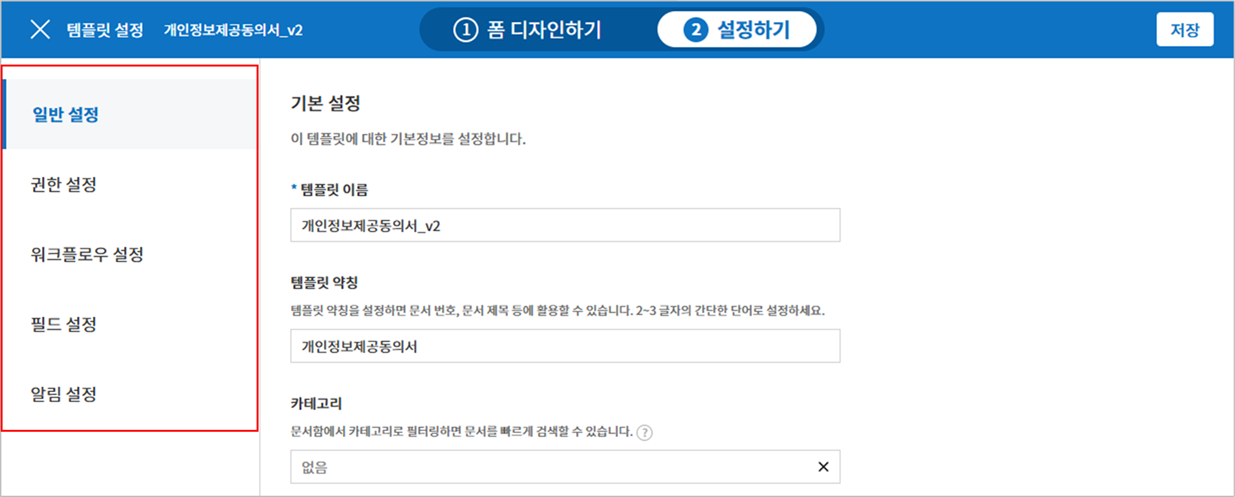 템플릿 설정 개인정보제공동의서_v2 1 폼 디자인하기 2 설정하기 저장
일반 설정
권한 설정
워크플로우 설정
필드 설정
알림 설정
기본 설정
이 템플릿에 대한 기본정보를 설정합니다.
* 템플릿 이름
개인정보제공동의서_v2
템플릿 약칭
템플릿 약칭을 설정하면 문서 번호, 문서 제목 등에 활용할 수 있습니다. 2~3 글자의 간단한 단어로 설정하세요.
개인정보제공동의서
카테고리
문서함에서 카테고리로 필터링하면 문서를 빠르게 검색할 수 있습니다. ?
없음